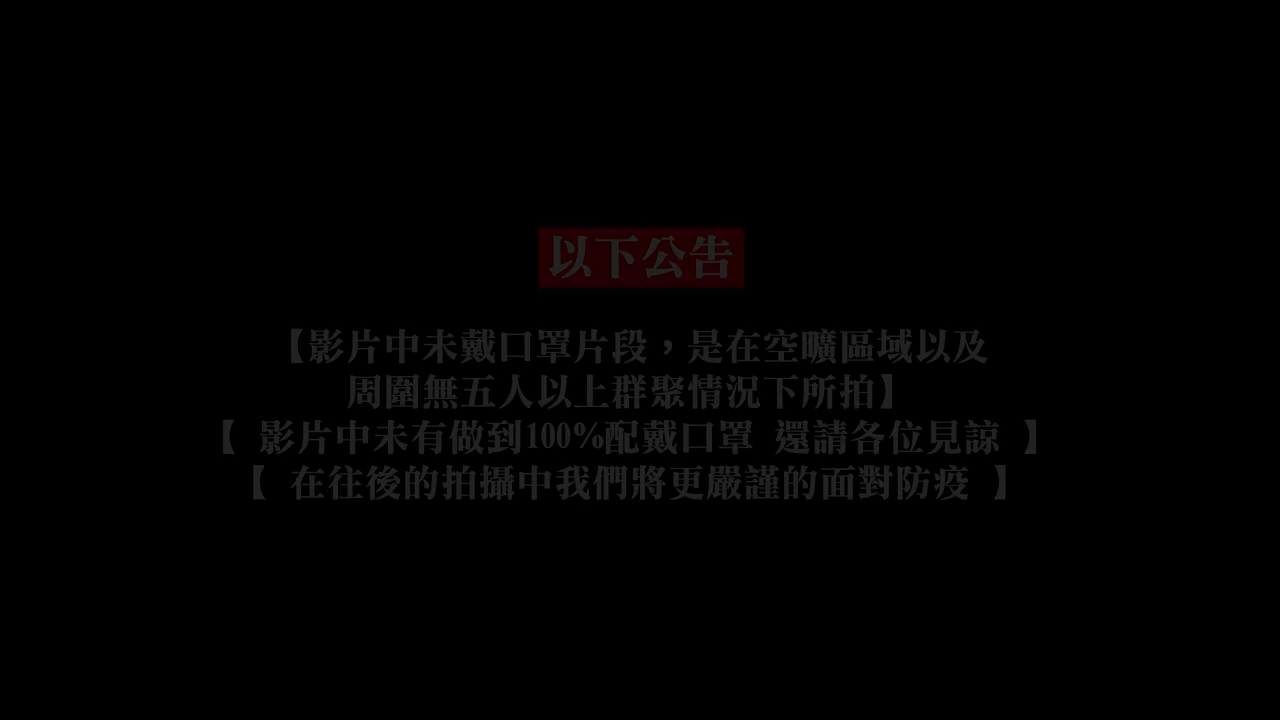 以下公告
【影片中未戴口罩片段，是在空曠區域以及
周圍無五人以上群聚情況下所拍】
【 影片中未有做到100%配戴口罩 還請各位見諒 】
【 在往後的拍攝中我們將更嚴謹的面對防疫 】